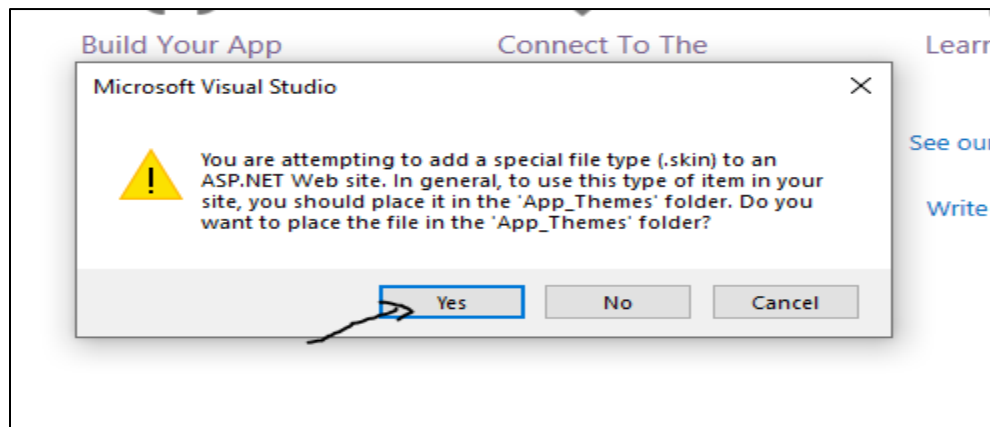 Build Your App
Connect To The
Learn
Microsoft Visual Studio
See our
You are attempting to add a special file type (.skin) to an
ASP.NET Web site. In general, to use this type of item in your
site, you should place it in the 'App_Themes' folder. Do you
want to place the file in the 'App_Themes' folder?
Write
Yes
No
Cancel